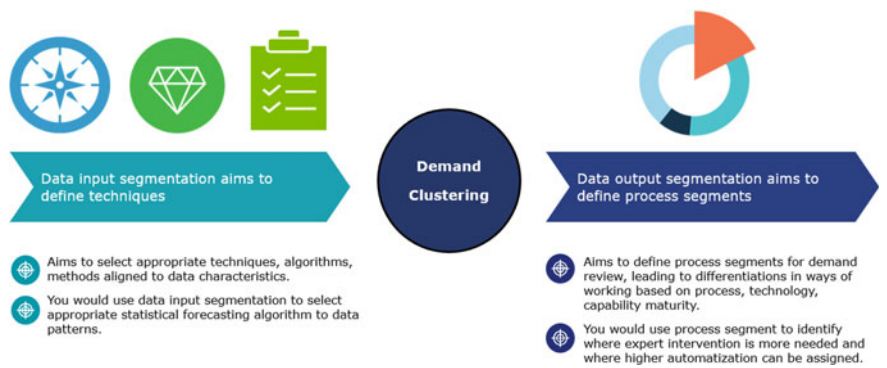 Data input segmentation aims to
define techniques
Aims to select appropriate techniques, algorithms,
methods aligned to data characteristics.
You would use data input segmentation to select
appropriate statistical forecasting algorithm to data
patterns.
Demand
Clustering
Data output segmentation aims to
define process segments
Aims to define process segments for demand
review, leading to differentiations in ways of
working based on process, technology,
capability maturity.
You would use process segment to identify
where expert intervention is more needed and
where higher automatization can be assigned.